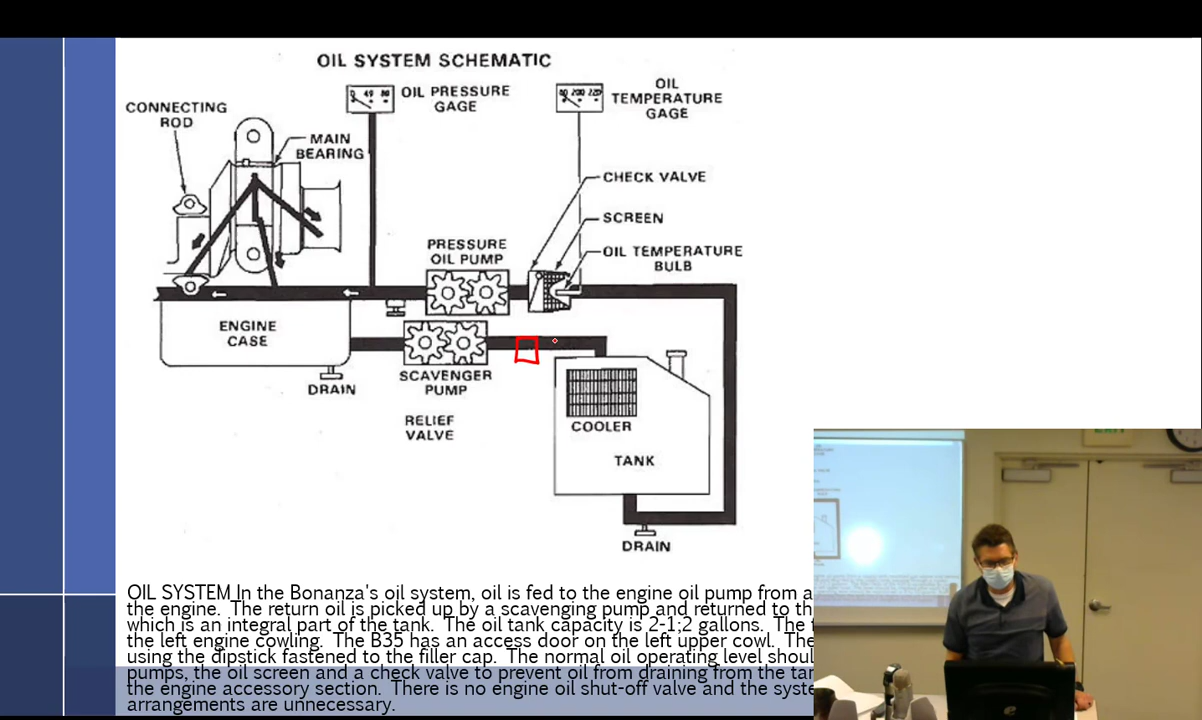 OIL SYSTEM SCHEMATIC
OIL PRESSURE
GAGE
OIL
TEMPERATURE
GAGE
CONNECTING
ROD
MAIN
BEARING
CHECK VALVE
SCREEN
OIL TEMPERATURE
BULB
PRESSURE
OIL PUMP
ENGINE
CASE
DRAIN
SCAVENGER
PUMP
RELIEF
VALVE
COOLER
TANK
DRAIN
OIL SYSTEM In the Bonanza's oil system, oil is fed to the engine oil pump from a
the engine. The return oil is picked up by a scavenging pump and returned to th
which is an integral part of the tank. The oil tank capacity is 2-1;2 gallons. The
the left engine cowling. The B35 has an access door on the left upper cowl. The
using the dipstick fastened to the filler cap. The normal oil operating level shoul
pumps, the oil screen and a check valve to prevent oil from draining from the tan
the engine accessory section. There is no engine oil shut-off valve and the syste
arrangements are unnecessary.